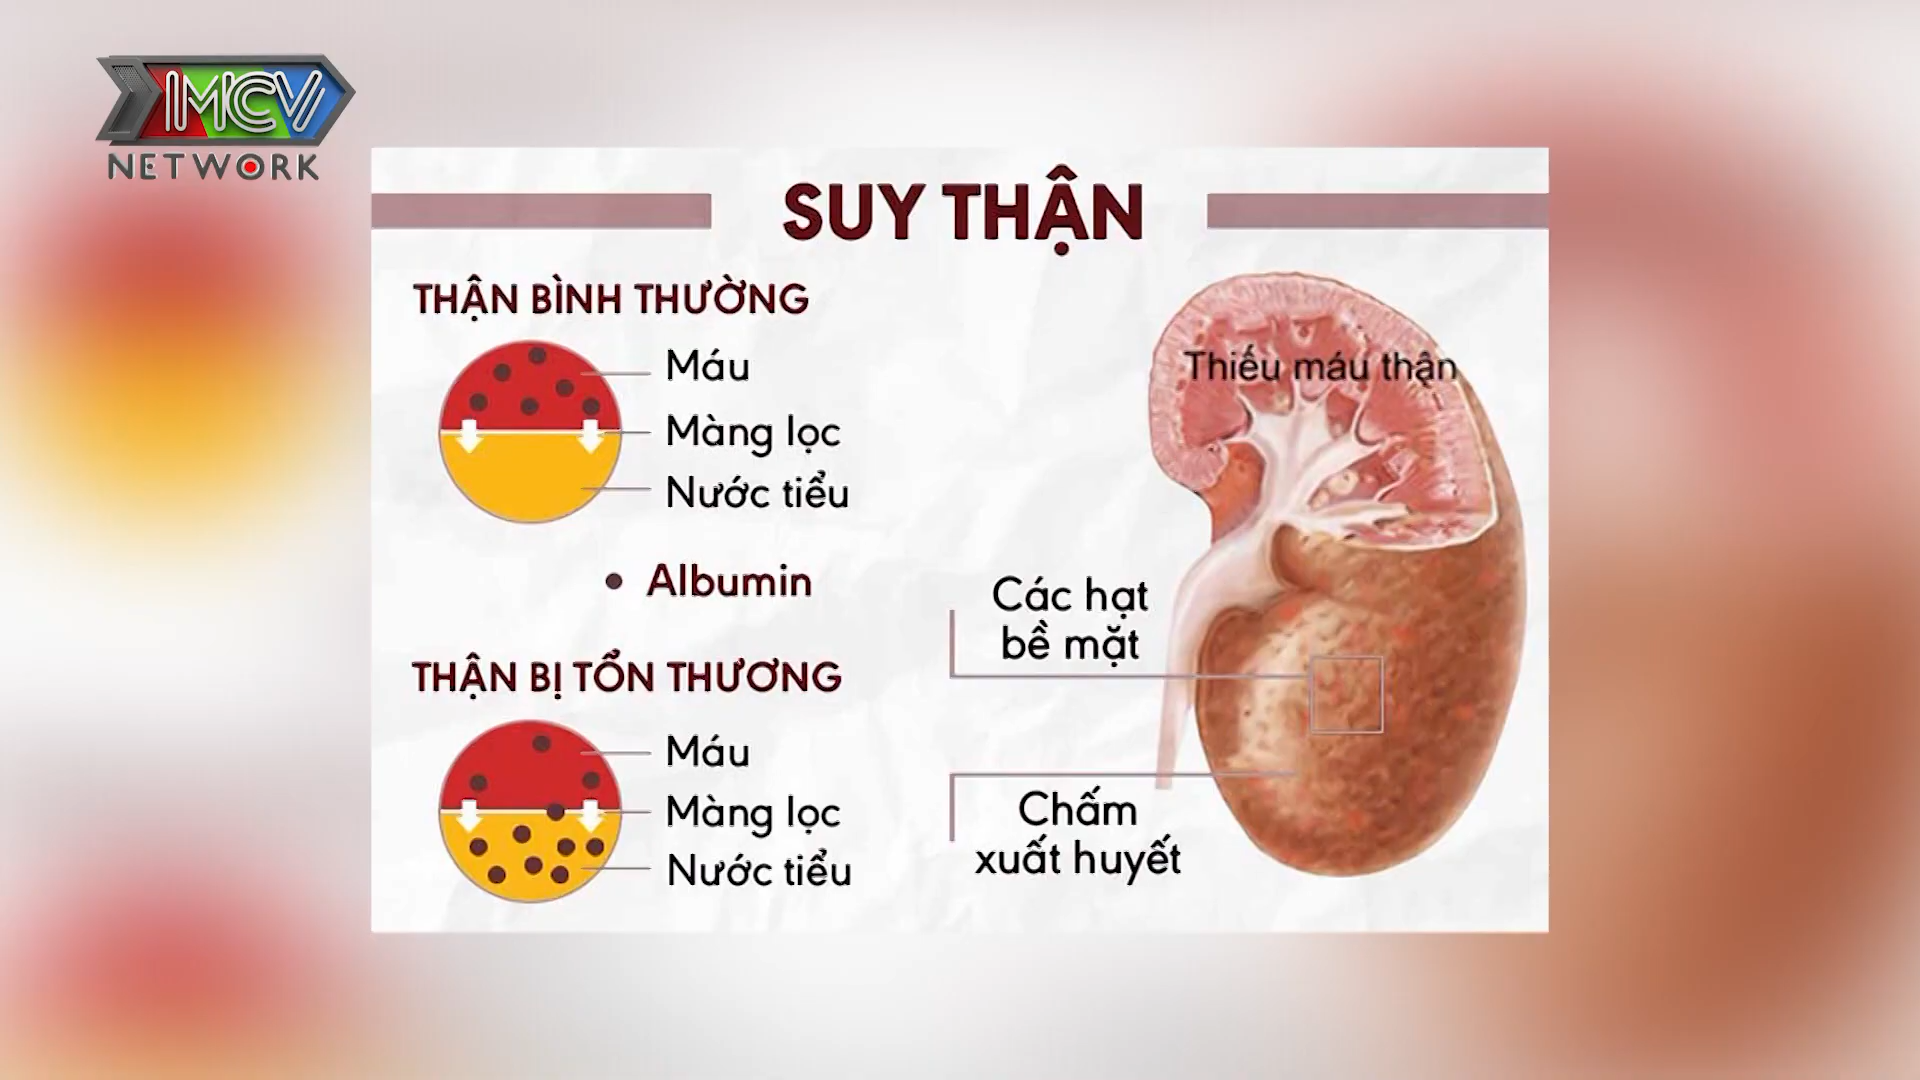 MCV
NETWORK
SUY THẬN
THẬN BÌNH THƯỜNG
Máu
Màng lọc
Nước tiểu
Albumin
THẬN BỊ TỔN THƯƠNG
Máu
Màng lọc
Nước tiểu
Thiếu máu thận
Các hạt
bề mặt
Chấm
xuất huyết